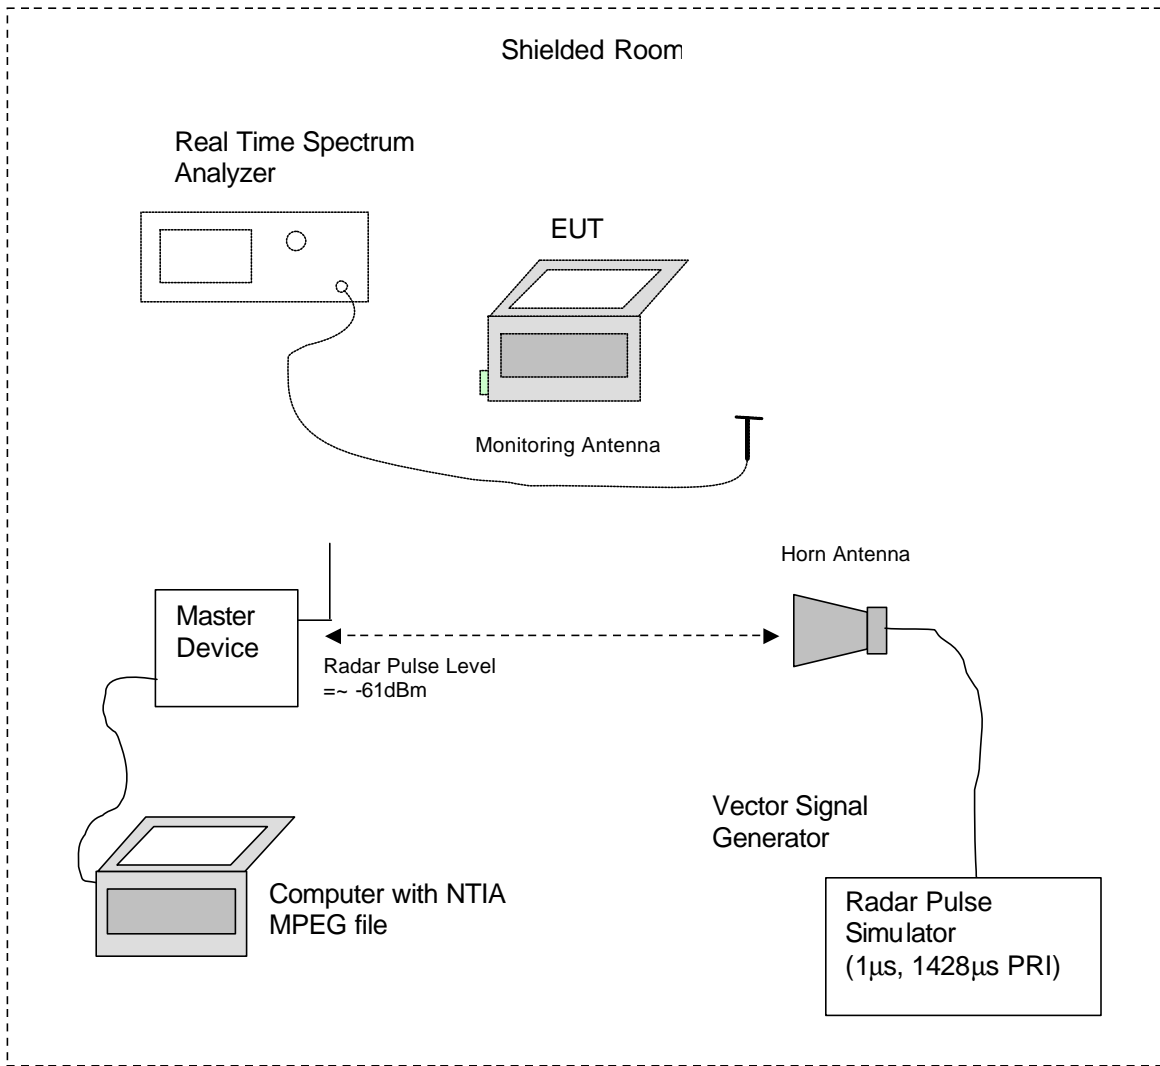 Shielded Room
Real Time Spectrum
Analyzer
EUT
Monitoring Antenna
Horn Antenna
Master
Device
Radar Pulse Level
=~ -61dBm
Vector Signal
Generator
Computer with NTIA
MPEG file
Radar Pulse
Simulator
(1μs, 1428μs PRI)